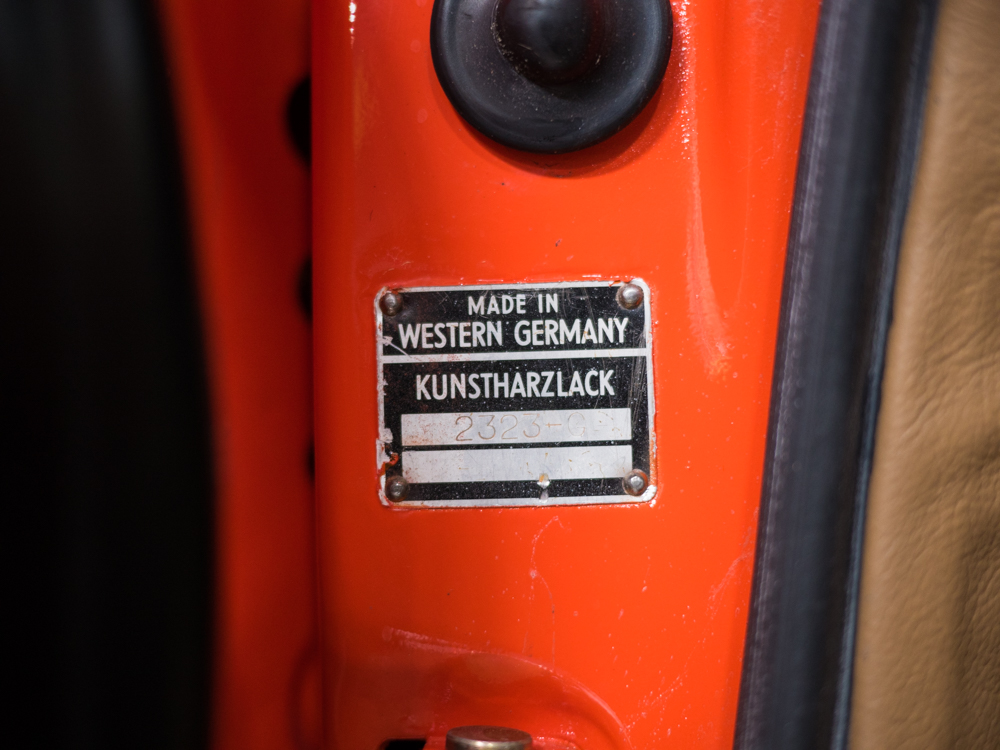 MADE IN
WESTERN GERMANY
KUNSTHARZLACK
2323-G